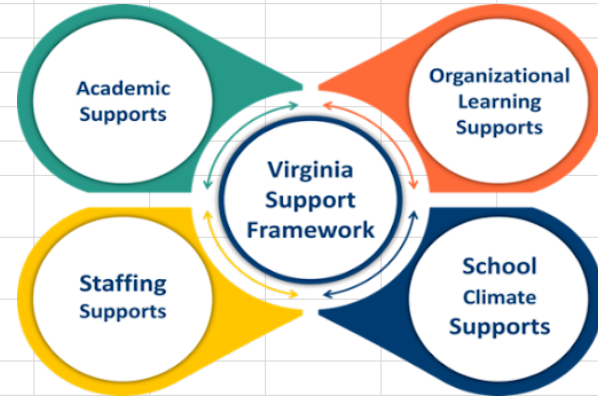 Academic
Supports
Organizational
Learning
Supports
Virginia
Support
Framework
Staffing
Supports
School
Climate
Supports